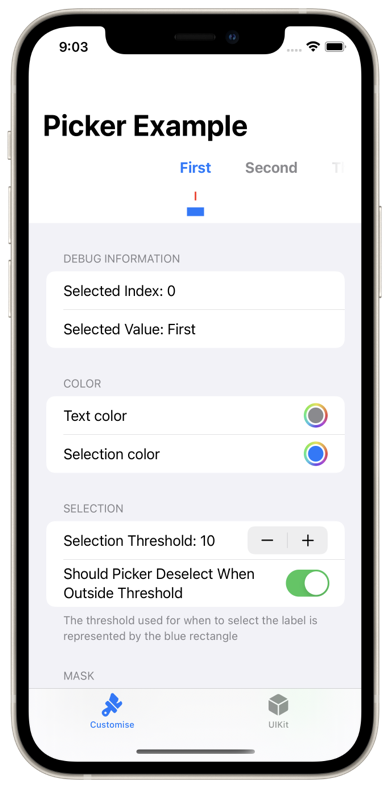 9:03
Picker Example
First Second
DEBUG INFORMATION
Selected Index: 0
Selected Value: First
COLOR
Text color
Selection color
SELECTION
Selection Threshold: 10
Should Picker Deselect When
Outside Threshold
The threshold used for when to select the label is
represented by the blue rectangle
MASK
Customise UIKit